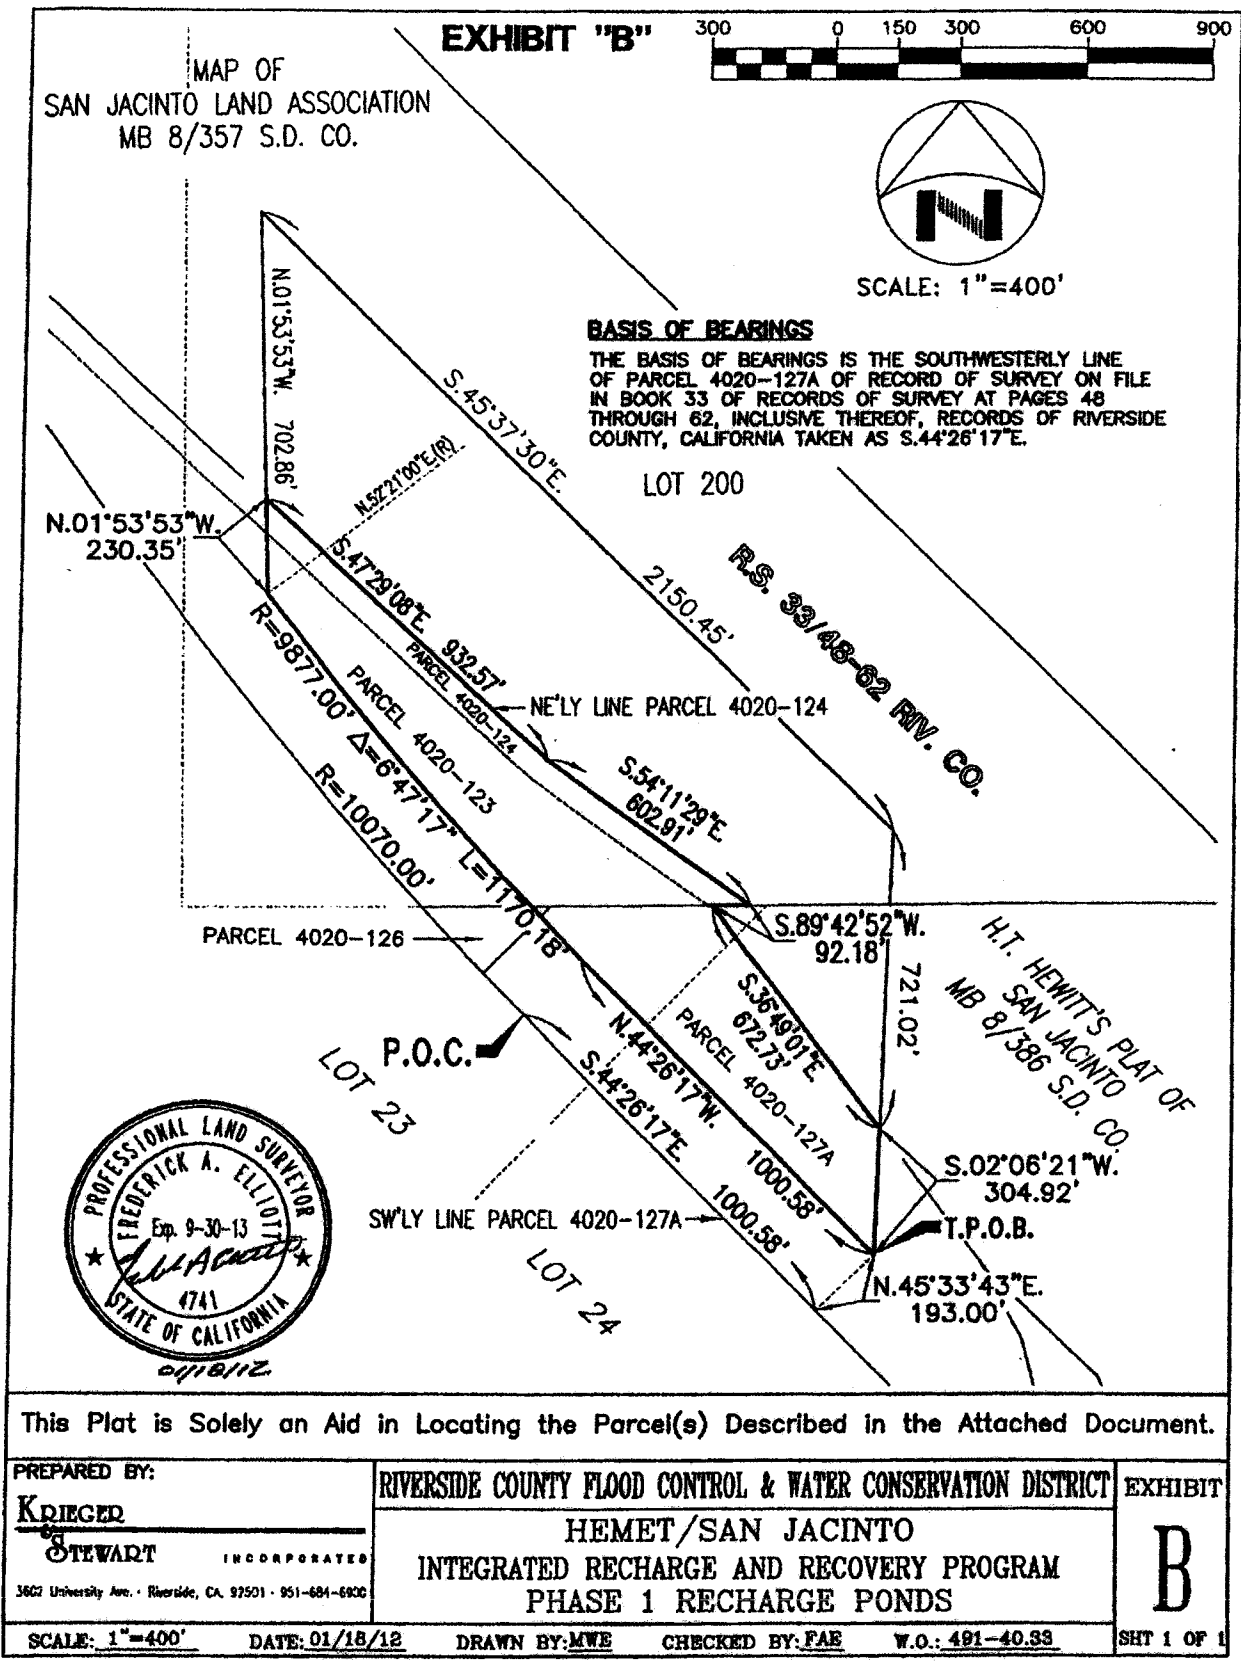 EXHIBIT "B"
300 0 150 300 600 900
MAP OF
SAN JACINTO LAND ASSOCIATION
MB 8/357 S.D. CO.
N
SCALE: 1"=400'
BASIS OF BEARINGS
THE BASIS OF BEARINGS IS THE SOUTHWESTERLY LINE
OF PARCEL 4020-127A OF RECORD OF SURVEY ON FILE
IN BOOK 33 OF RECORDS OF SURVEY AT PAGES 48
THROUGH 62, INCLUSIVE THEREOF, RECORDS OF RIVERSIDE
COUNTY, CALIFORNIA TAKEN AS S.44°26'17"E.
LOT 200
N.01°53'53"W. 702.86'
S.45°37'30"E.
2150.45'
N.52°21'00"E.(R)
N.01°53'53"W.
230.35'
S.47°29'08"E. 932.57'
R.S. 33/48-62 RIV. CO.
PARCEL 4020-124
NE'LY LINE PARCEL 4020-124
R=9877.00' Δ=6°47'17" L=1170.18'
PARCEL 4020-123
R=10070.00'
S.54°11'29"E.
602.91'
PARCEL 4020-126
S.89°42'52"W.
92.18'
721.02'
H.T. HEWITT'S PLAT OF
SAN JACINTO
MB 8/386 S.D. CO.
S.36°49'01"E.
672.73'
P.O.C.
LOT 23
N.44°26'17"W.
1000.58'
PARCEL 4020-127A
S.44°26'17"E.
1000.58'
S.02°06'21"W.
304.92'
SW'LY LINE PARCEL 4020-127A
T.P.O.B.
LOT 24
N.45°33'43"E.
193.00'
PROFESSIONAL LAND SURVEYOR
FREDERICK A. ELLIOTT
Exp. 9-30-13
4741
STATE OF CALIFORNIA
01/18/12
This Plat is Solely an Aid in Locating the Parcel(s) Described in the Attached Document.
PREPARED BY:
KRIEGER
& STEWART
INCORPORATED
3602 University Ave. · Riverside, CA. 92501 · 951-684-6900
RIVERSIDE COUNTY FLOOD CONTROL & WATER CONSERVATION DISTRICT
HEMET/SAN JACINTO
INTEGRATED RECHARGE AND RECOVERY PROGRAM
PHASE 1 RECHARGE PONDS
EXHIBIT
B
SCALE: 1"=400' DATE: 01/18/12 DRAWN BY: MWE CHECKED BY: FAE W.O.: 491-40.33
SHT 1 OF 1